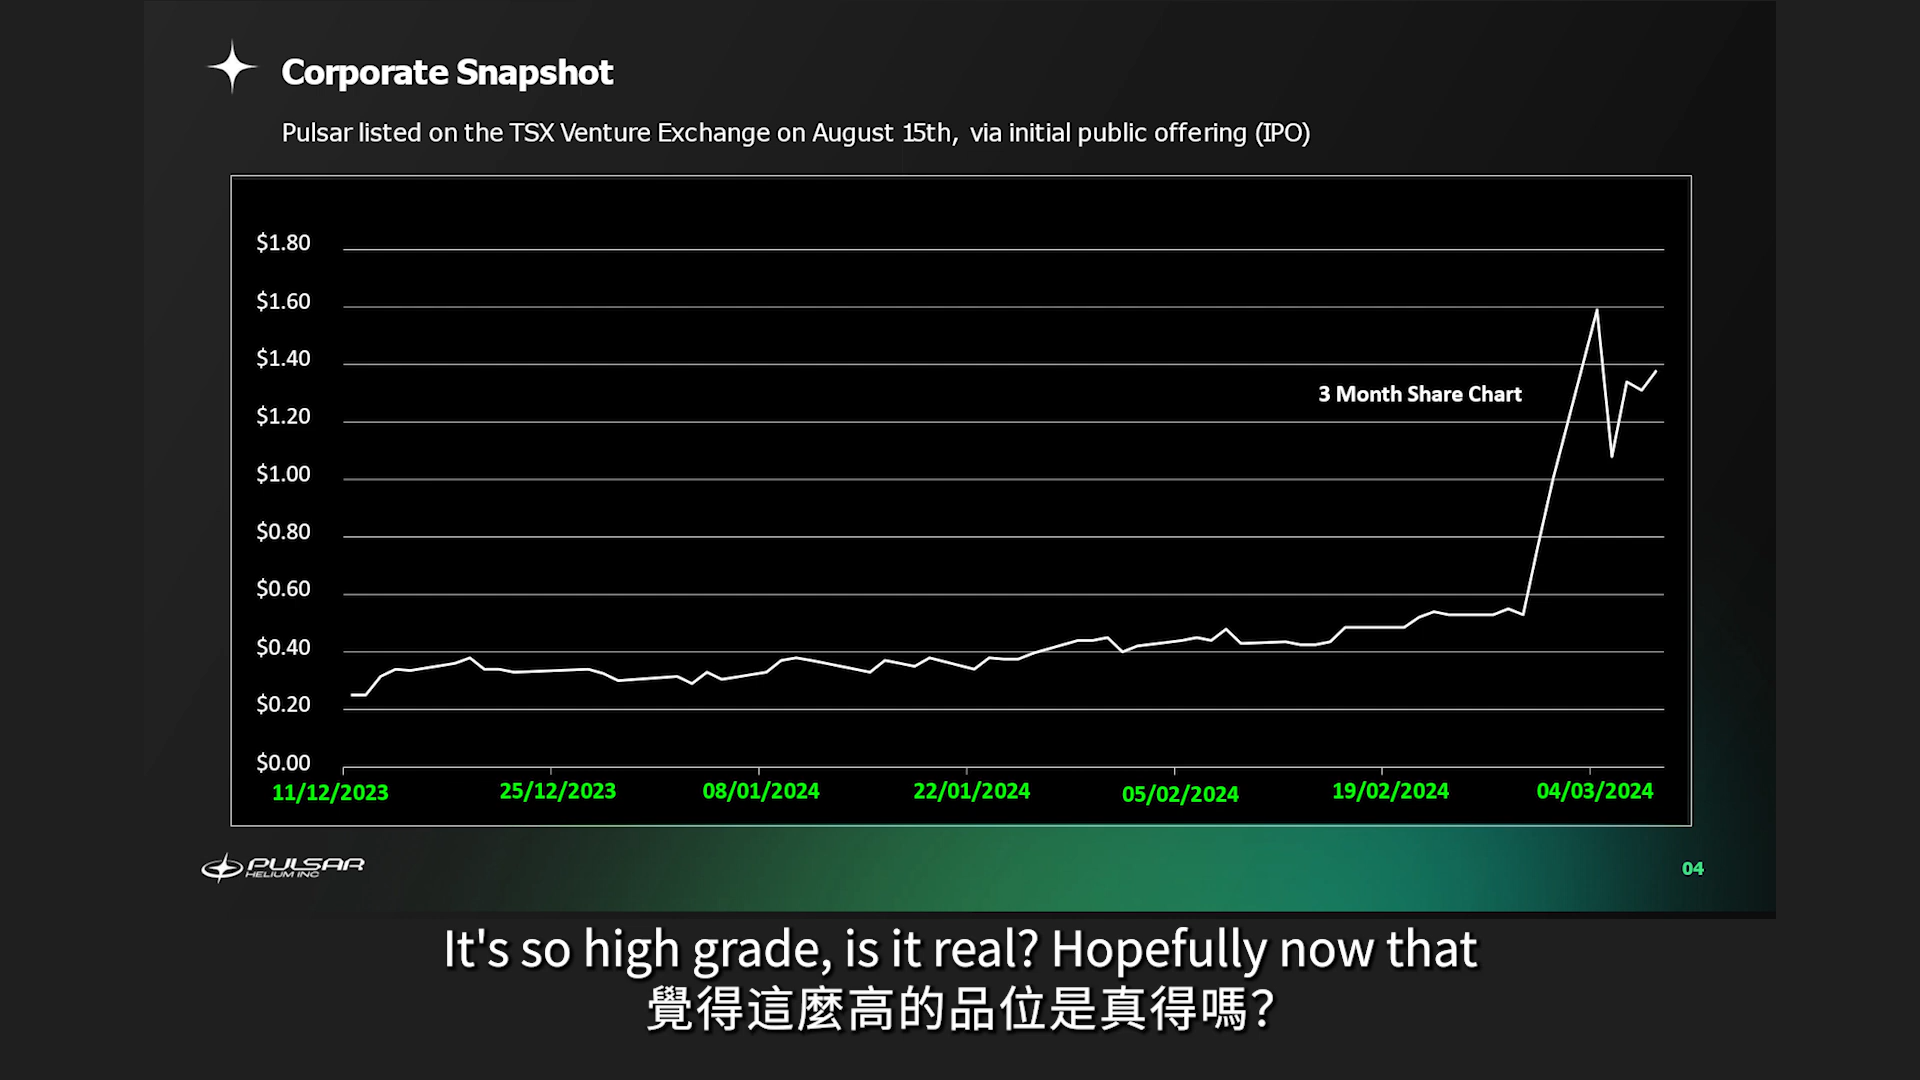 Corporate Snapshot
Pulsar listed on the TSX Venture Exchange on August 15th, via initial public offering (IPO)
$1.80
$1.60
$1.40
3 Month Share Chart
$1.20
$1.00
$0.80
$0.60
$0.40
$0.20
$0.00
11/12/2023 25/12/2023 08/01/2024 22/01/2024 05/02/2024 19/02/2024 04/03/2024
PULSAR
HELIUM INC
04
It's so high grade, is it real? Hopefully now that
覺得這麼高的品位是真得嗎？